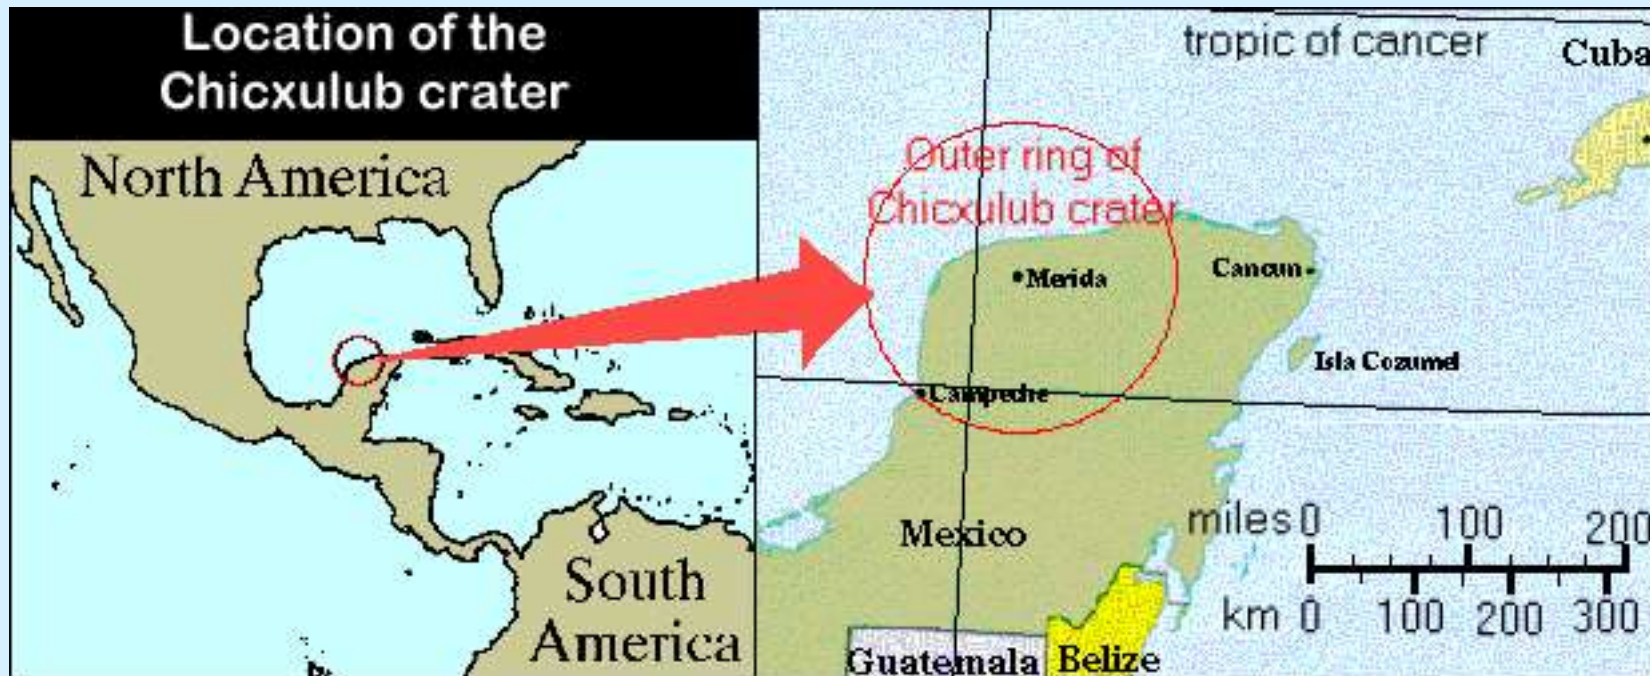 Location of the
Chicxulub crater
North America
South
America
tropic of cancer
Cuba
Outer ring of
Chicxulub crater
Merida
Cancun
Isla Cozumel
Campeche
Mexico
miles 0 100 200
km 0 100 200 300
Guatemala
Belize